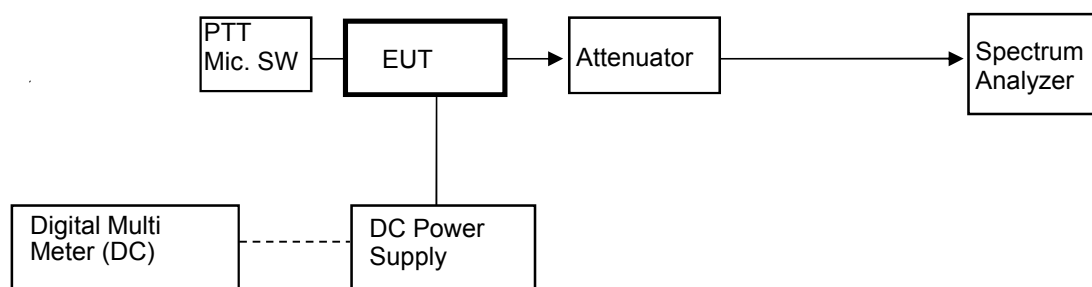 PTT
Mic. SW
EUT
Attenuator
Spectrum
Analyzer
Digital Multi
Meter (DC)
DC Power
Supply